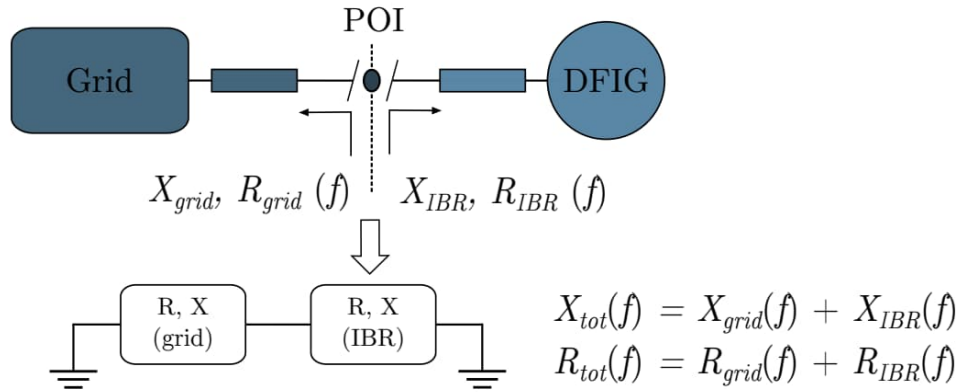 POI
Grid
DFIG
X_grid, R_grid (f)
X_IBR, R_IBR (f)
R, X
(grid)
R, X
(IBR)
X_tot(f) = X_grid(f) + X_IBR(f)
R_tot(f) = R_grid(f) + R_IBR(f)